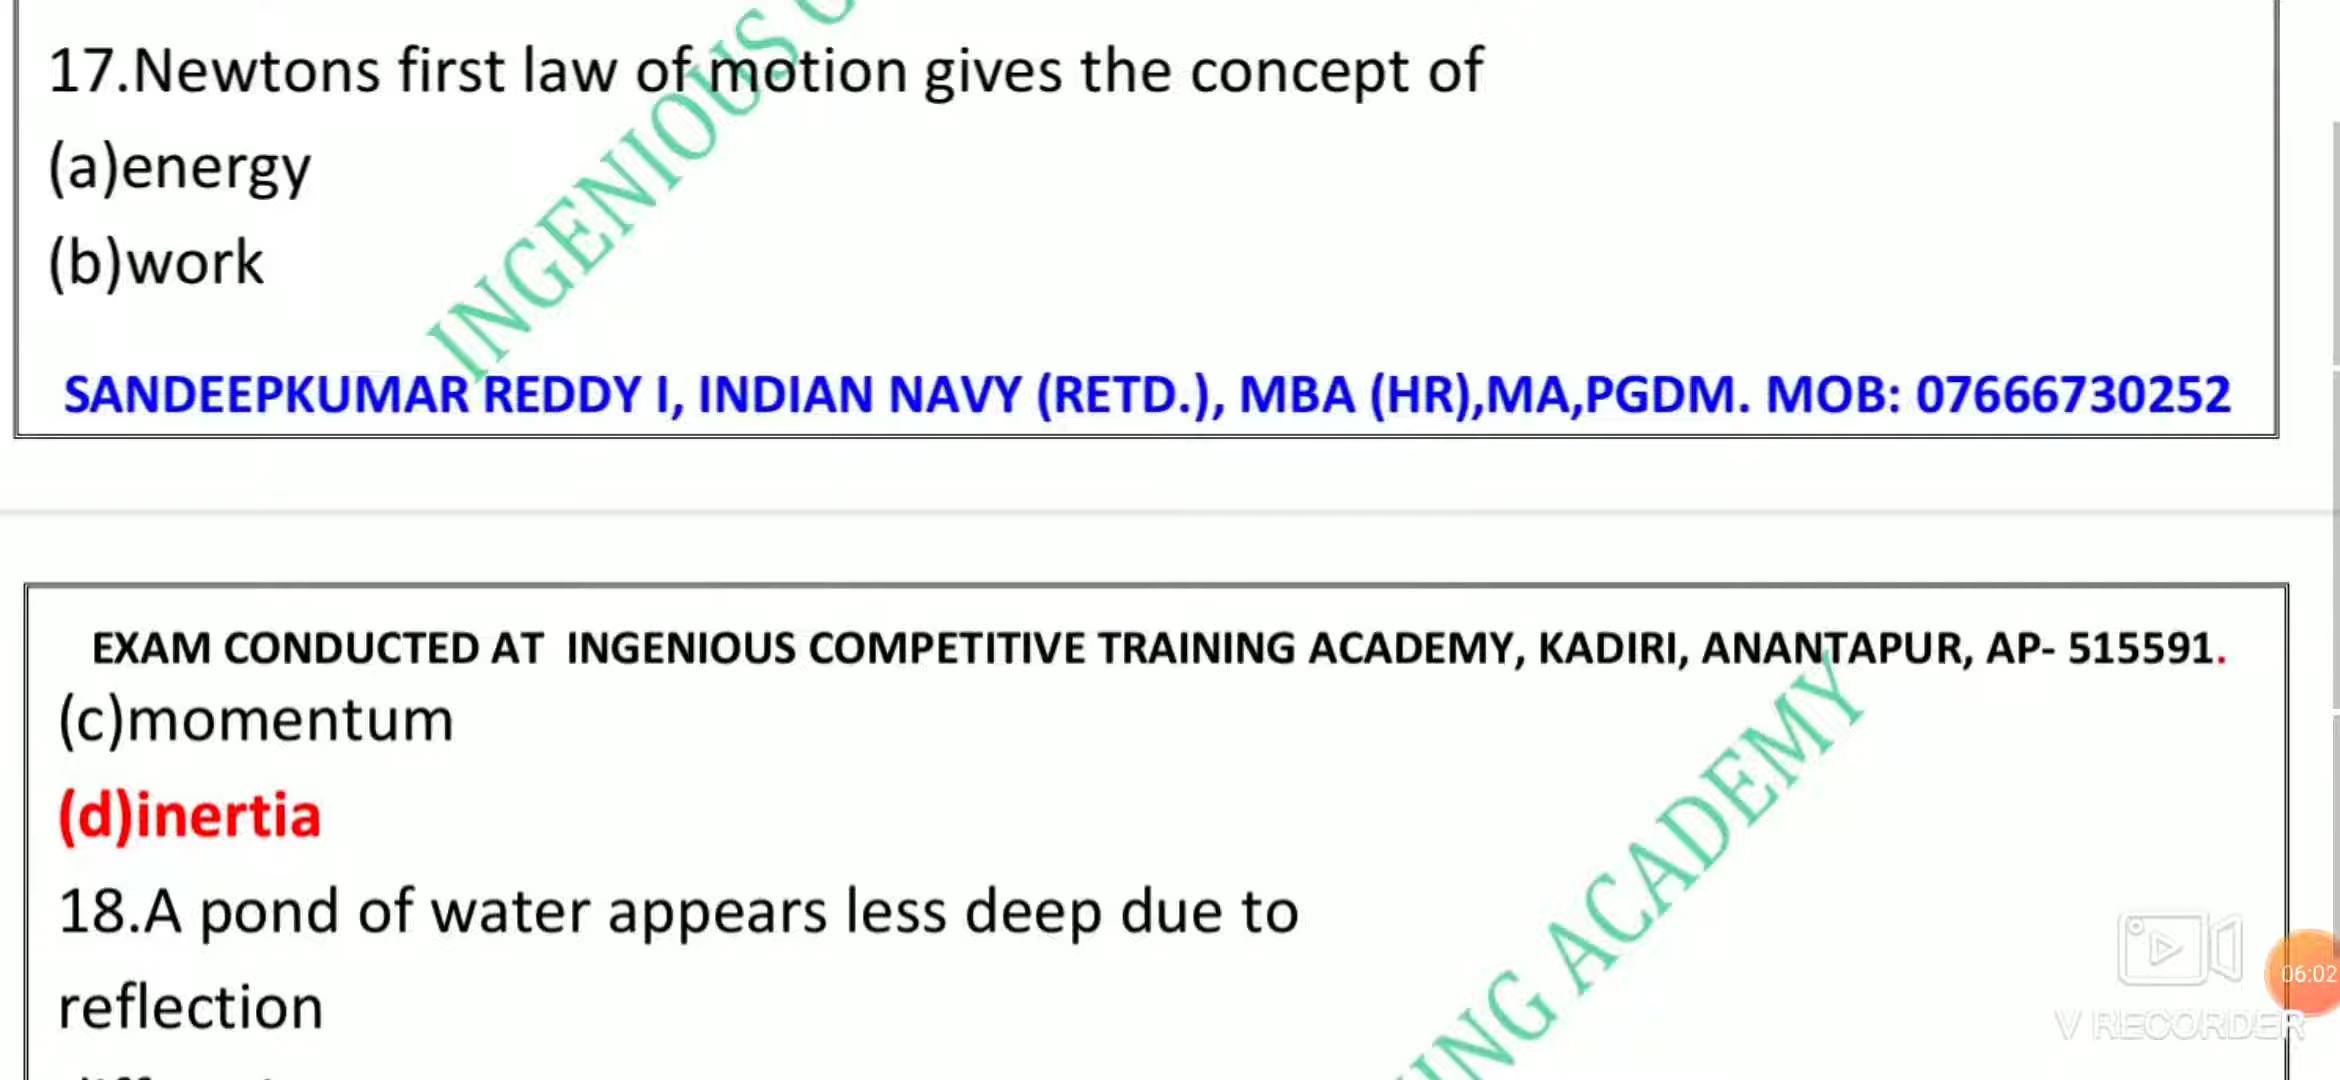 17.Newtons first law of motion gives the concept of
(a)energy
(b)work
INGENIOUS
SANDEEPKUMAR REDDY I, INDIAN NAVY (RETD.), MBA (HR),MA,PGDM. MOB: 07666730252
EXAM CONDUCTED AT INGENIOUS COMPETITIVE TRAINING ACADEMY, KADIRI, ANANTAPUR, AP- 515591.
(c)momentum
(d)inertia
18.A pond of water appears less deep due to
reflection
ACADEMY
06:02
V RECORDER